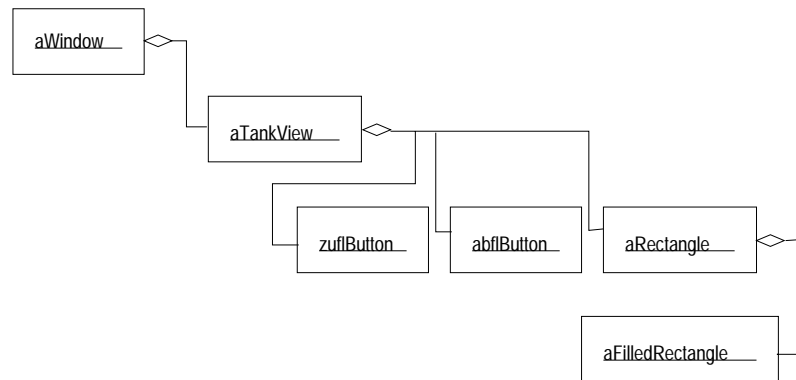 aWindow
aTankView
zuflButton
abflButton
aRectangle
aFilledRectangle